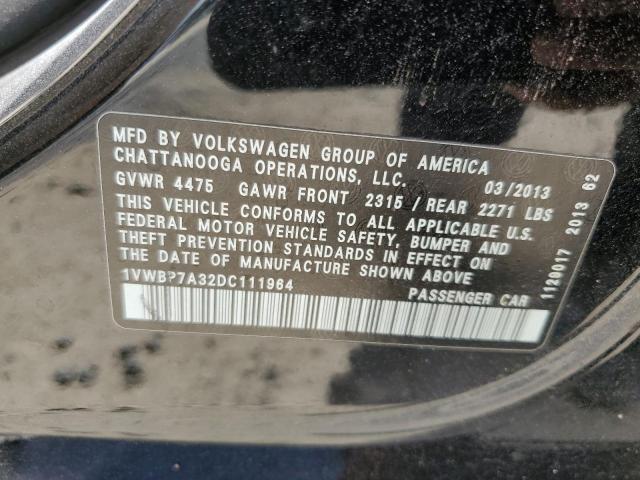 MFD BY VOLKSWAGEN GROUP OF AMERICA
CHATTANOOGA OPERATIONS, LLC. 03/2013
GVWR 4475 GAWR FRONT 2315 / REAR 2271 LBS
THIS VEHICLE CONFORMS TO ALL APPLICABLE U.S.
FEDERAL MOTOR VEHICLE SAFETY, BUMPER AND
THEFT PREVENTION STANDARDS IN EFFECT ON
THE DATE OF MANUFACTURE SHOWN ABOVE
1VWBP7A32DC111964 PASSENGER CAR
1129017 2013 62